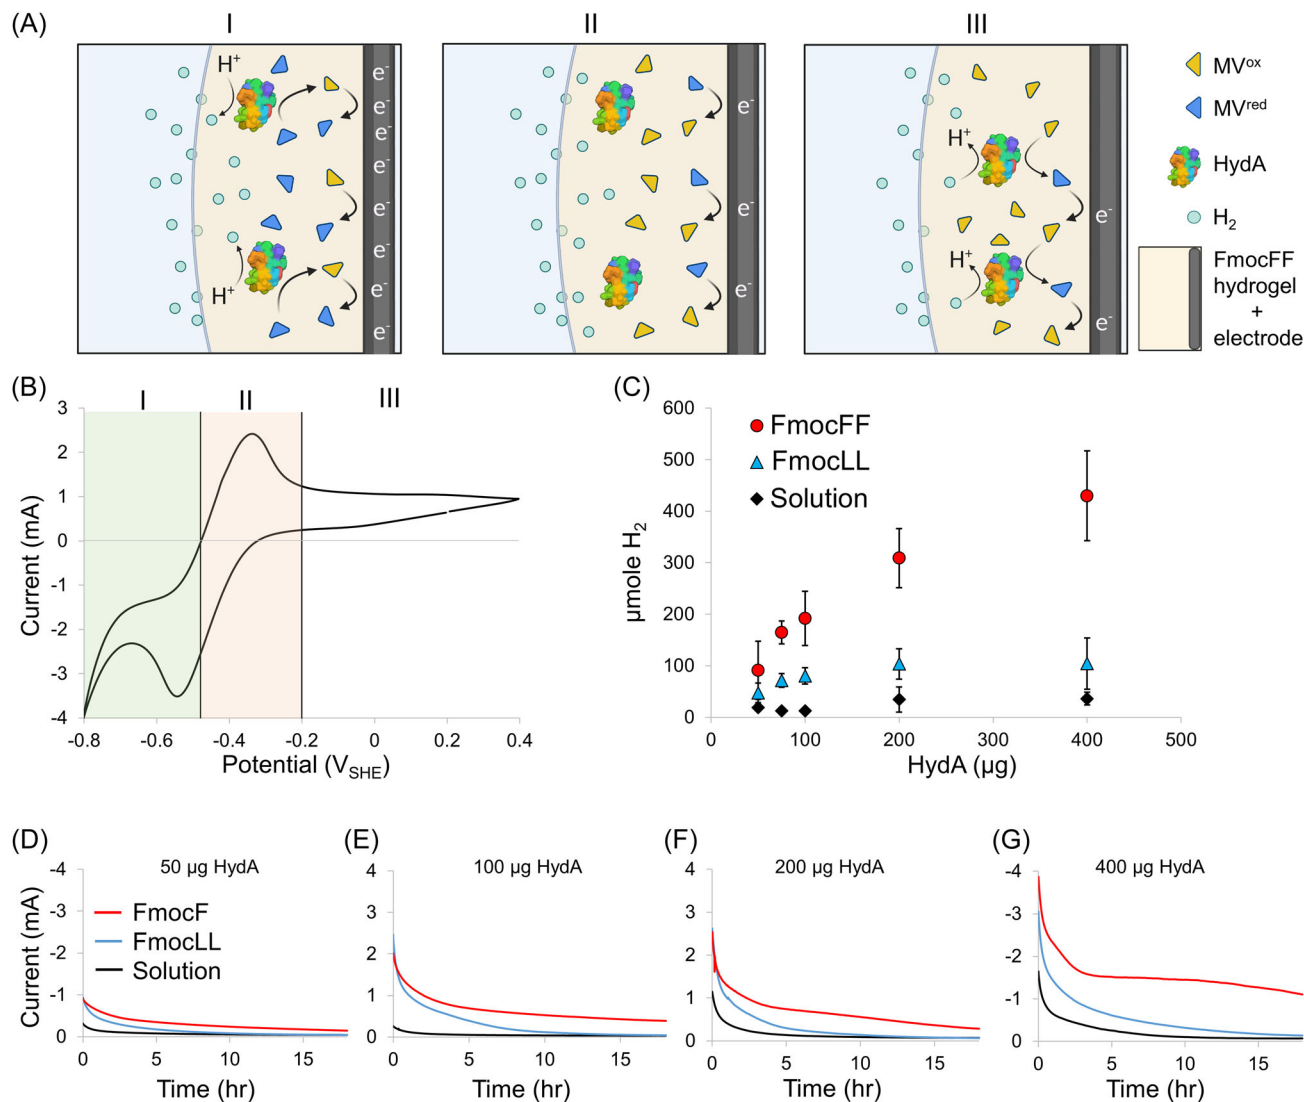 (A)
I
II
III
H⁺
H⁺
e⁻
e⁻
e⁻
e⁻
e⁻
e⁻
e⁻
e⁻
e⁻
e⁻
e⁻
H⁺
H⁺
e⁻
e⁻
MVᵒˣ
MVʳᵉᵈ
HydA
H₂
FmocFF
hydrogel
+
electrode
(B)
I
II
III
3
2
1
0
-1
-2
-3
-4
-0.8
-0.6
-0.4
-0.2
0
0.2
0.4
Current (mA)
Potential (V_SHE)
(C)
600
500
400
300
200
100
0
0
100
200
300
400
500
FmocFF
FmocLL
Solution
µmole H₂
HydA (µg)
(D)
50 µg HydA
-4
-3
-2
-1
0
0
5
10
15
FmocF
FmocLL
Solution
Current (mA)
Time (hr)
(E)
100 µg HydA
4
3
2
1
0
0
5
10
15
Time (hr)
(F)
200 µg HydA
4
3
2
1
0
0
5
10
15
Time (hr)
(G)
400 µg HydA
-4
-3
-2
-1
0
0
5
10
15
Time (hr)